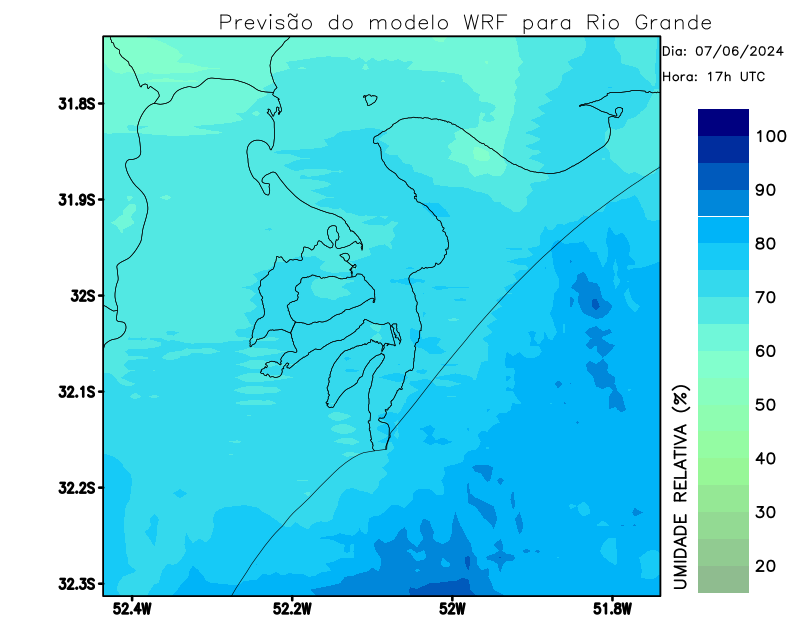 Previsão do modelo WRF para Rio Grande
Dia: 07/06/2024
Hora: 17h UTC
31.8S
31.9S
32S
32.1S
32.2S
32.3S
52.4W
52.2W
52W
51.8W
UMIDADE RELATIVA (%)
100
90
80
70
60
50
40
30
20